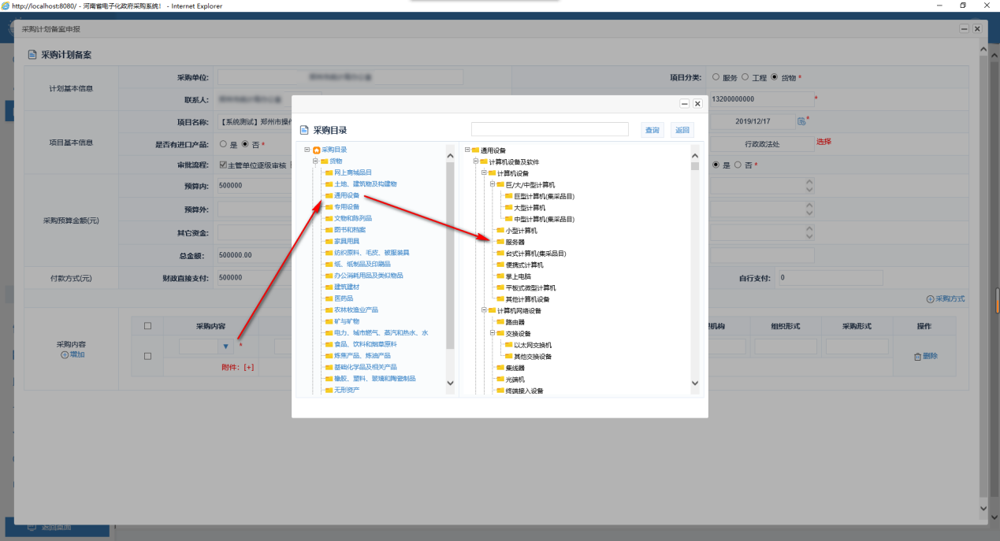 http://localhost:8080/ - 河南省电子化政府采购系统! - Internet Explorer
采购计划备案申报
采购计划备案
计划基本信息
采购单位:
项目分类: 服务 工程 货物 *
联系人:
13200000000 *
项目基本信息
项目名称: 【系统测试】郑州市操
2019/12/17 *
是否有进口产品: 是 否 *
行政政法处 选择
审批流程: 主管单位逐级审核
是 否 *
采购预算金额(元)
预算内: 500000
预算外:
其它资金:
总金额: 500000.00
付款方式(元)
财政直接支付: 500000
自行支付: 0
采购方式
采购内容
增加
采购内容
机构 组织形式 采购形式 操作
*
附件: [+]
删除
采购目录
查询 返回
采购目录
货物
网上商城品目
土地、建筑物及构建物
通用设备
专用设备
文物和陈列品
图书和档案
家具用具
纺织原料、毛皮、被服装具
纸、纸制品及印刷品
办公消耗用品及类似物品
建筑建材
医药品
农林牧渔业产品
矿与矿物
电力、城市燃气、蒸汽和热水、水
食品、饮料和烟草原料
炼焦产品、炼油产品
基础化学品及相关产品
橡胶、塑料、玻璃和陶瓷制品
无形资产
通用设备
计算机设备及软件
计算机设备
巨/大/中型计算机
巨型计算机(集采品目)
大型计算机
中型计算机(集采品目)
小型计算机
服务器
台式计算机(集采品目)
便携式计算机
掌上电脑
平板式微型计算机
其他计算机设备
计算机网络设备
路由器
交换设备
以太网交换机
其他交换设备
集线器
光端机
终端接入设备